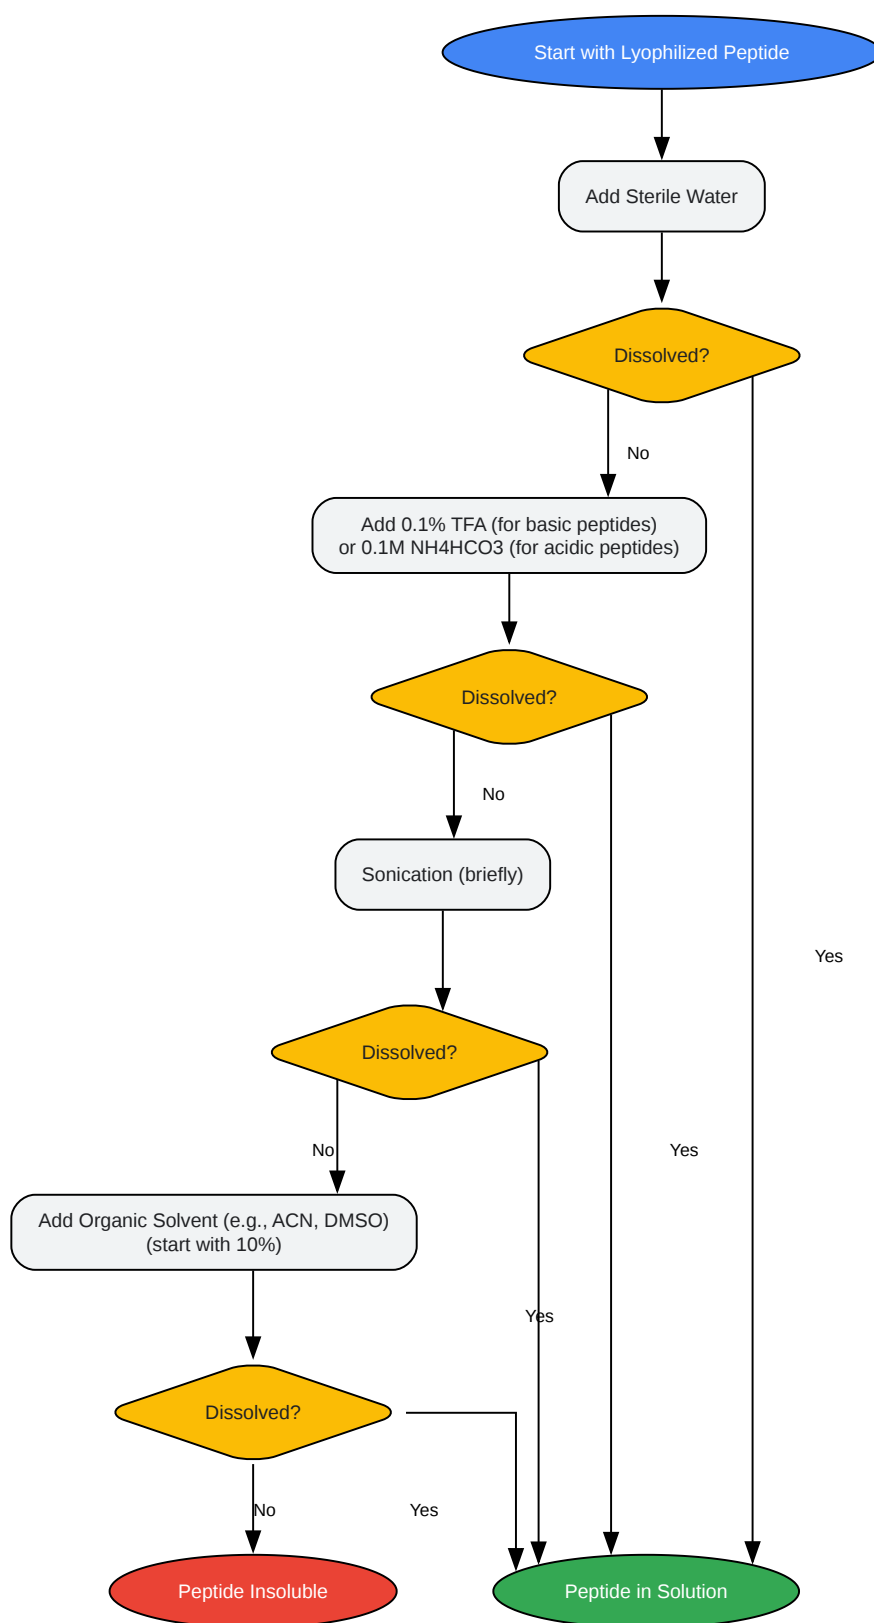 Start with Lyophilized Peptide
Add Sterile Water
Dissolved?
No
Add 0.1% TFA (for basic peptides)
or 0.1M NH4HCO3 (for acidic peptides)
Dissolved?
No
Sonication (briefly)
Yes
Dissolved?
No
Yes
Add Organic Solvent (e.g., ACN, DMSO)
(start with 10%)
Yes
Dissolved?
No
Yes
Peptide Insoluble
Peptide in Solution